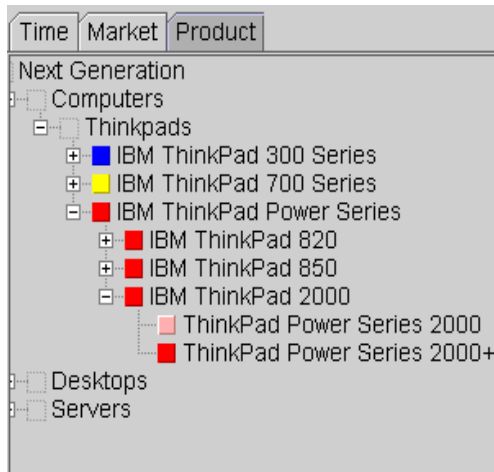 Time Market Product
Next Generation
Computers
Thinkpads
IBM ThinkPad 300 Series
IBM ThinkPad 700 Series
IBM ThinkPad Power Series
IBM ThinkPad 820
IBM ThinkPad 850
IBM ThinkPad 2000
ThinkPad Power Series 2000
ThinkPad Power Series 2000+
Desktops
Servers